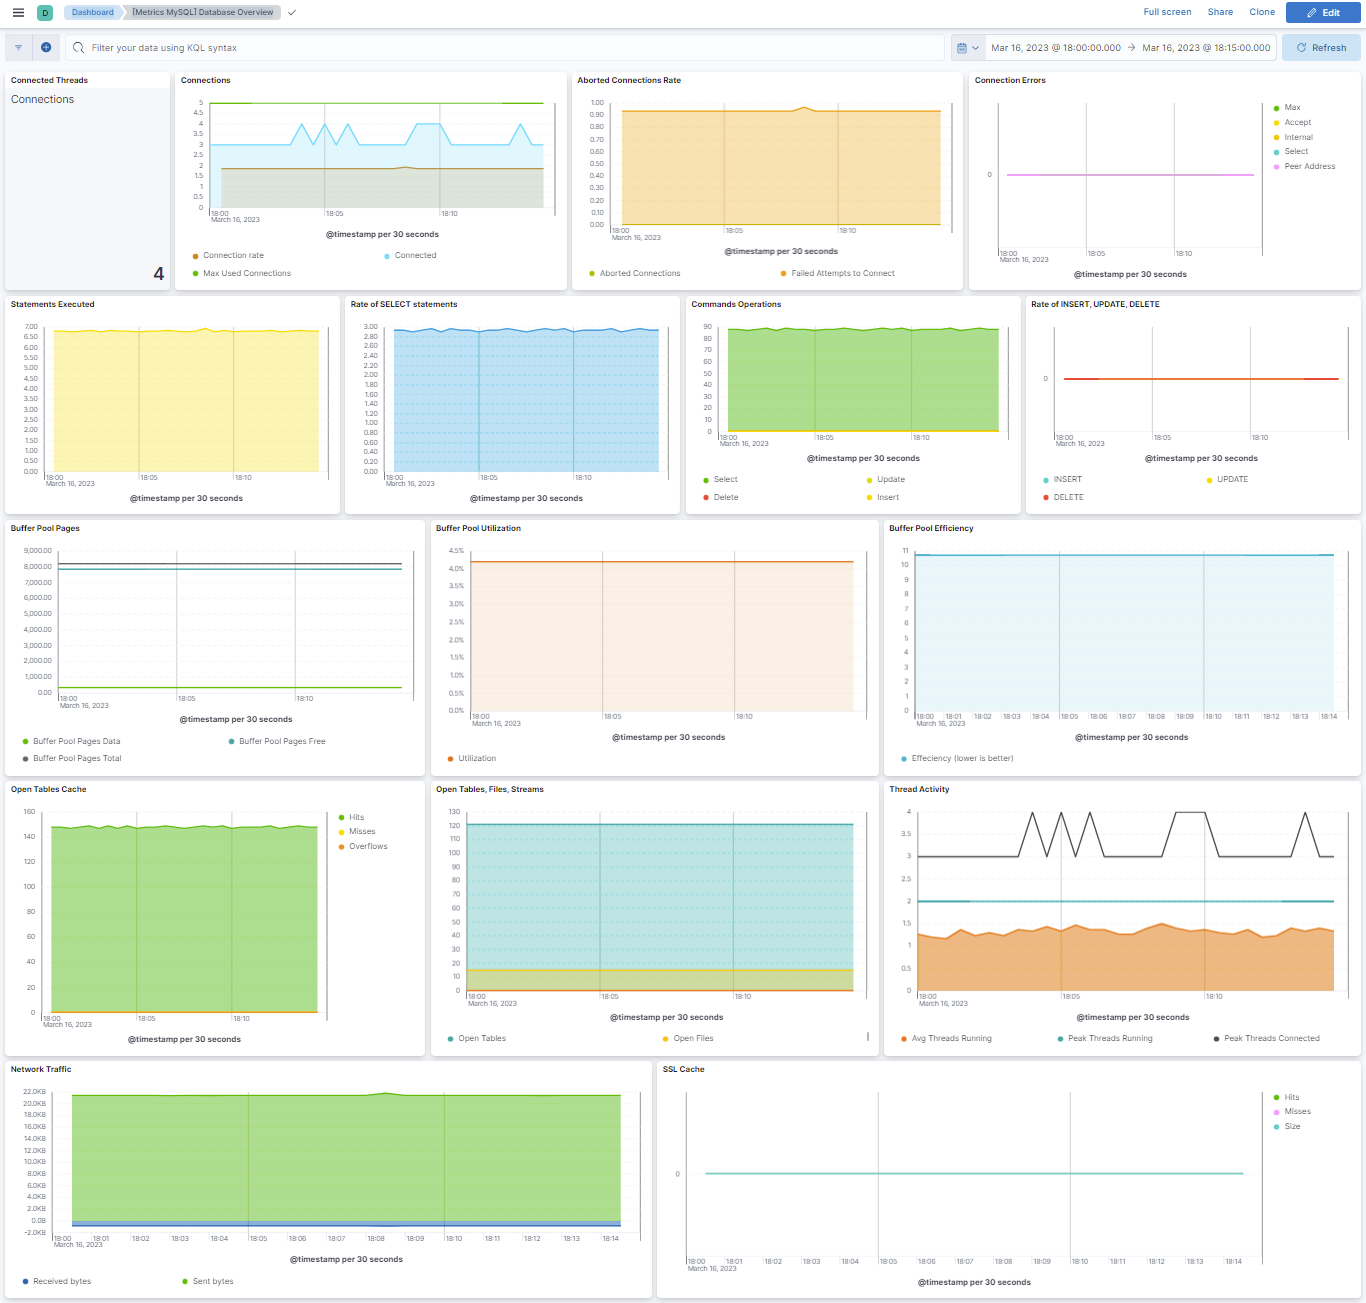 D Dashboard [Metrics MySQL] Database Overview Full screen Share Clone Edit
Filter your data using KQL syntax Mar 16, 2023 @ 18:00:00.000 → Mar 16, 2023 @ 18:15:00.000 Refresh
Connected Threads
Connections
4
Connections
5
4.5
4
3.5
3
2.5
2
1.5
1
0.5
0
18:00 18:05 18:10
March 16, 2023
@timestamp per 30 seconds
Connection rate Connected
Max Used Connections
Aborted Connections Rate
1.00
0.90
0.80
0.70
0.60
0.50
0.40
0.30
0.20
0.10
0.00
18:00 18:05 18:10
March 16, 2023
@timestamp per 30 seconds
Aborted Connections Failed Attempts to Connect
Connection Errors
0
18:00 18:05 18:10
March 16, 2023
@timestamp per 30 seconds
Max
Accept
Internal
Select
Peer Address
Statements Executed
7.00
6.50
6.00
5.50
5.00
4.50
4.00
3.50
3.00
2.50
2.00
1.50
1.00
0.50
0.00
18:00 18:05 18:10
March 16, 2023
@timestamp per 30 seconds
Rate of SELECT statements
3.00
2.80
2.60
2.40
2.20
2.00
1.80
1.60
1.40
1.20
1.00
0.80
0.60
0.40
0.20
0.00
18:00 18:05 18:10
March 16, 2023
@timestamp per 30 seconds
Commands Operations
90
80
70
60
50
40
30
20
10
0
18:00 18:05 18:10
March 16, 2023
@timestamp per 30 seconds
Select Update
Delete Insert
Rate of INSERT, UPDATE, DELETE
0
18:00 18:05 18:10
March 16, 2023
@timestamp per 30 seconds
INSERT UPDATE
DELETE
Buffer Pool Pages
9,000.00
8,000.00
7,000.00
6,000.00
5,000.00
4,000.00
3,000.00
2,000.00
1,000.00
0.00
18:00 18:05 18:10
March 16, 2023
@timestamp per 30 seconds
Buffer Pool Pages Data Buffer Pool Pages Free
Buffer Pool Pages Total
Buffer Pool Utilization
4.5%
4.0%
3.5%
3.0%
2.5%
2.0%
1.5%
1.0%
0.5%
0.0%
18:00 18:05 18:10
March 16, 2023
@timestamp per 30 seconds
Utilization
Buffer Pool Efficiency
11
10
9
8
7
6
5
4
3
2
1
0
18:00 18:01 18:02 18:03 18:04 18:05 18:06 18:07 18:08 18:09 18:10 18:11 18:12 18:13 18:14
March 16, 2023
@timestamp per 30 seconds
Effeciency (lower is better)
Open Tables Cache
160
140
120
100
80
60
40
20
0
18:00 18:05 18:10
March 16, 2023
@timestamp per 30 seconds
Hits
Misses
Overflows
Open Tables, Files, Streams
130
120
110
100
90
80
70
60
50
40
30
20
10
0
18:00 18:05 18:10
March 16, 2023
@timestamp per 30 seconds
Open Tables Open Files
Thread Activity
4
3.5
3
2.5
2
1.5
1
0.5
0
18:00 18:05 18:10
March 16, 2023
@timestamp per 30 seconds
Avg Threads Running Peak Threads Running Peak Threads Connected
Network Traffic
22.0KB
20.0KB
18.0KB
16.0KB
14.0KB
12.0KB
10.0KB
8.0KB
6.0KB
4.0KB
2.0KB
0.0B
-2.0KB
18:00 18:01 18:02 18:03 18:04 18:05 18:06 18:07 18:08 18:09 18:10 18:11 18:12 18:13 18:14
March 16, 2023
@timestamp per 30 seconds
Received bytes Sent bytes
SSL Cache
0
18:00 18:01 18:02 18:03 18:04 18:05 18:06 18:07 18:08 18:09 18:10 18:11 18:12 18:13 18:14
March 16, 2023
@timestamp per 30 seconds
Hits
Misses
Size